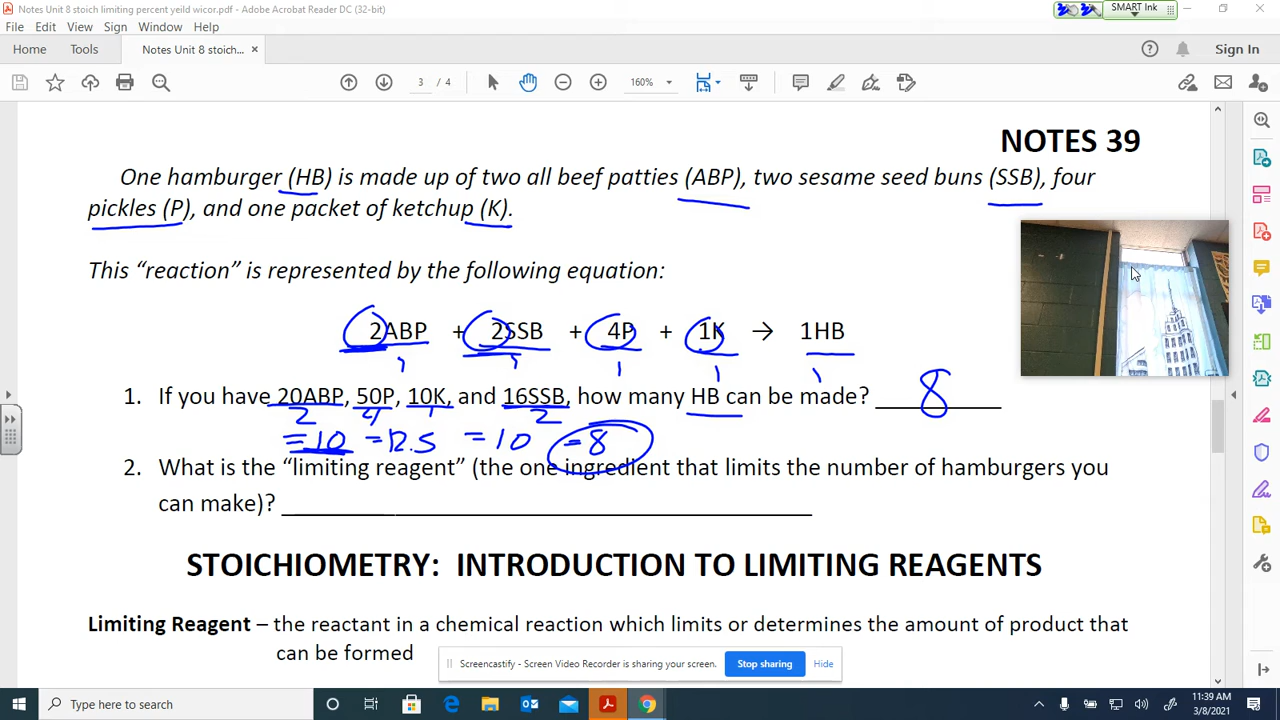 Notes Unit 8 stoich limiting percent yeild wicor.pdf - Adobe Acrobat Reader DC (32-bit)
SMART Ink
File Edit View Sign Window Help
Home Tools Notes Unit 8 stoich... × Sign In
3 / 4 160%
NOTES 39
One hamburger (HB) is made up of two all beef patties (ABP), two sesame seed buns (SSB), four
pickles (P), and one packet of ketchup (K).
This “reaction” is represented by the following equation:
2ABP + 2SSB + 4P + 1K → 1HB
1. If you have 20ABP, 50P, 10K, and 16SSB, how many HB can be made? 8
2 4 1 2
=10 =12.5 =10 =8
2. What is the “limiting reagent” (the one ingredient that limits the number of hamburgers you
can make)?
STOICHIOMETRY: INTRODUCTION TO LIMITING REAGENTS
Limiting Reagent – the reactant in a chemical reaction which limits or determines the amount of product that
can be formed
Screencastify - Screen Video Recorder is sharing your screen. Stop sharing Hide
Type here to search
11:39 AM
3/8/2021